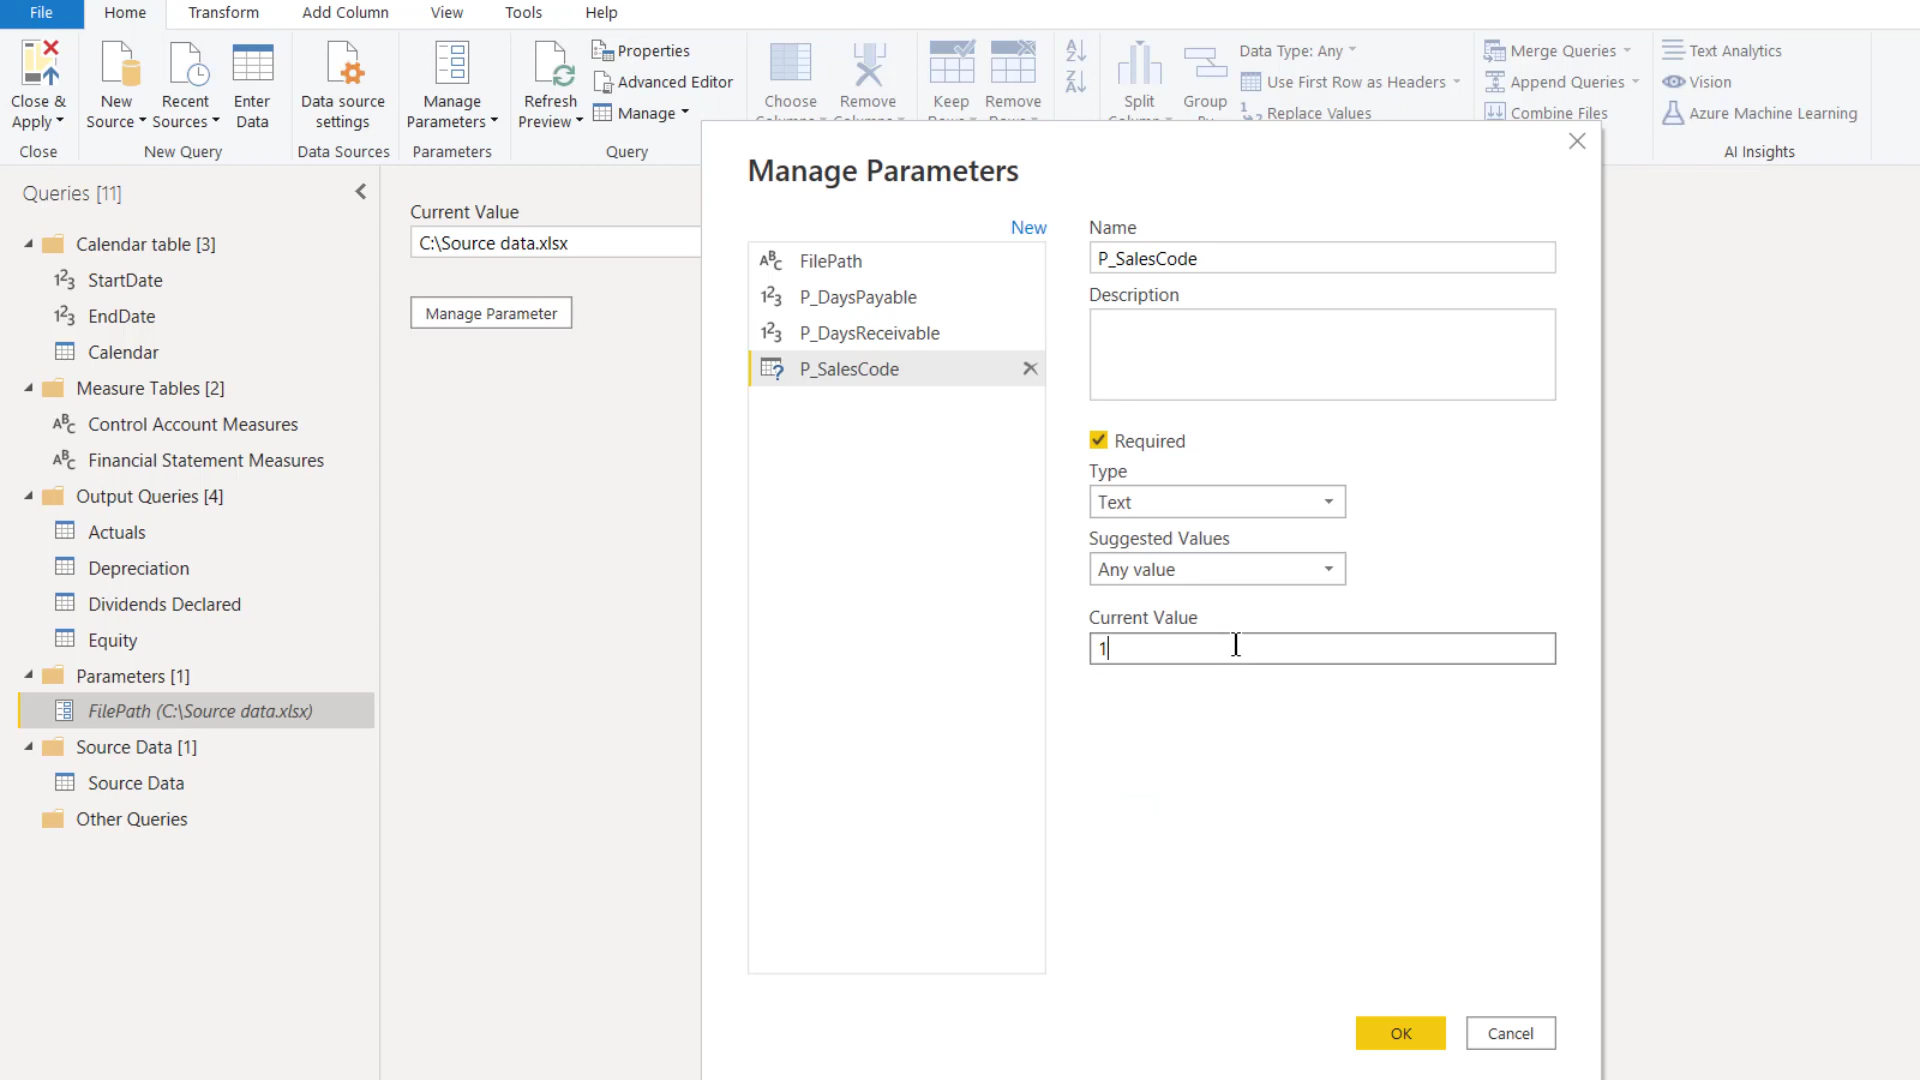 File
Home
Transform
Add Column
View
Tools
Help
Close &
Apply
New
Source
Recent
Sources
Enter
Data
Data source
settings
Manage
Parameters
Refresh
Preview
Properties
Advanced Editor
Manage
Choose
Remove
Keep
Remove
Split
Group
Data Type: Any
Use First Row as Headers
Replace Values
Merge Queries
Append Queries
Combine Files
Text Analytics
Vision
Azure Machine Learning
Close
New Query
Data Sources
Parameters
Query
AI Insights
Queries [11]
Calendar table [3]
StartDate
EndDate
Calendar
Measure Tables [2]
Control Account Measures
Financial Statement Measures
Output Queries [4]
Actuals
Depreciation
Dividends Declared
Equity
Parameters [1]
FilePath (C:\Source data.xlsx)
Source Data [1]
Source Data
Other Queries
Current Value
C:\Source data.xlsx
Manage Parameter
Manage Parameters
New
FilePath
P_DaysPayable
P_DaysReceivable
P_SalesCode
Name
P_SalesCode
Description
Required
Type
Text
Suggested Values
Any value
Current Value
1
OK
Cancel